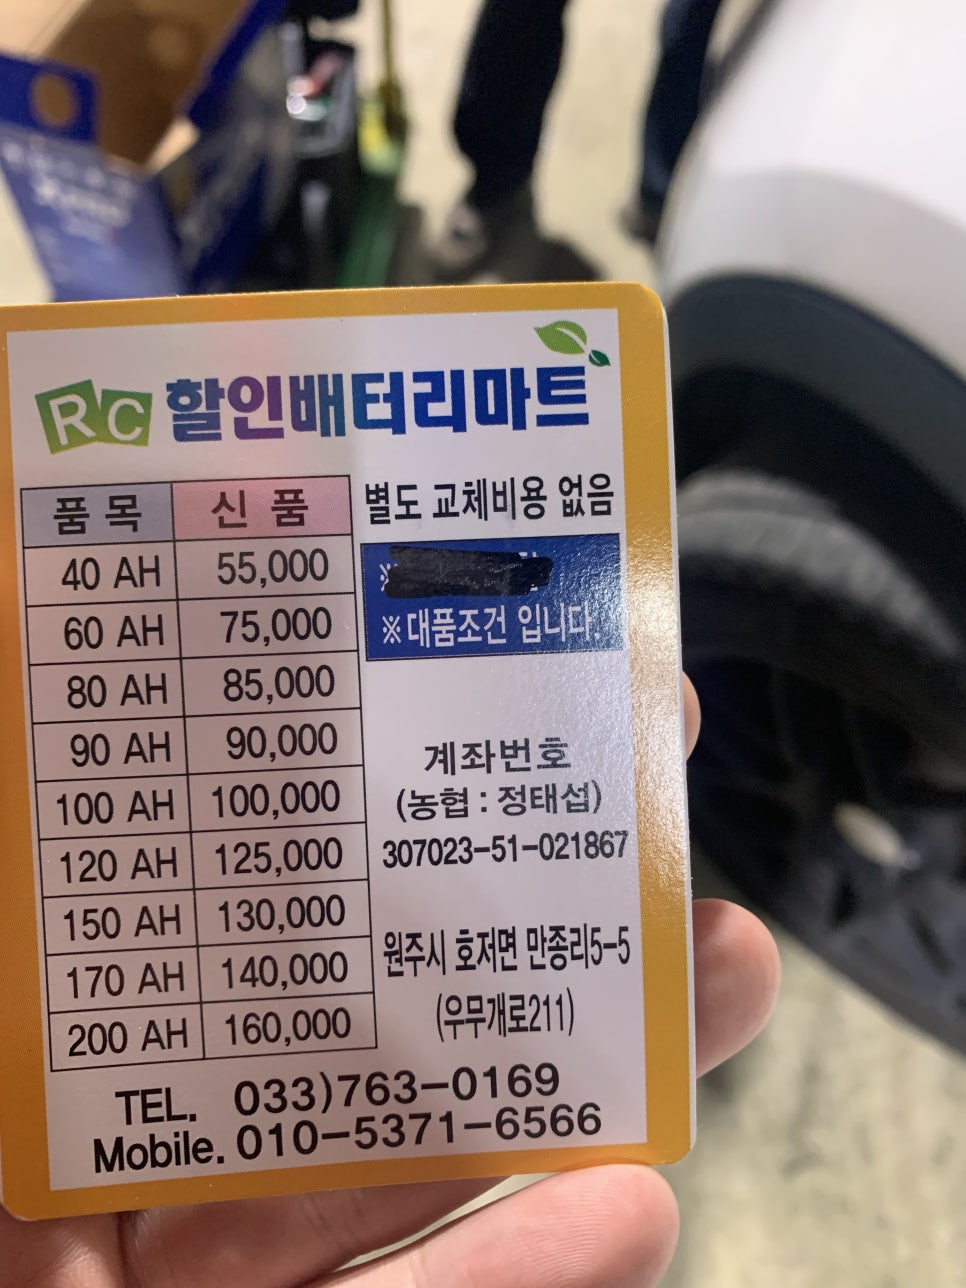 RC 할인배터리마트
품목 신품
40 AH 55,000
60 AH 75,000
80 AH 85,000
90 AH 90,000
100 AH 100,000
120 AH 125,000
150 AH 130,000
170 AH 140,000
200 AH 160,000
별도 교체비용 없음
※
※대품조건 입니다.
계좌번호
(농협 : 정태섭)
307023-51-021867
원주시 호저면 만종리5-5
(우무개로211)
TEL. 033)763-0169
Mobile. 010-5371-6566